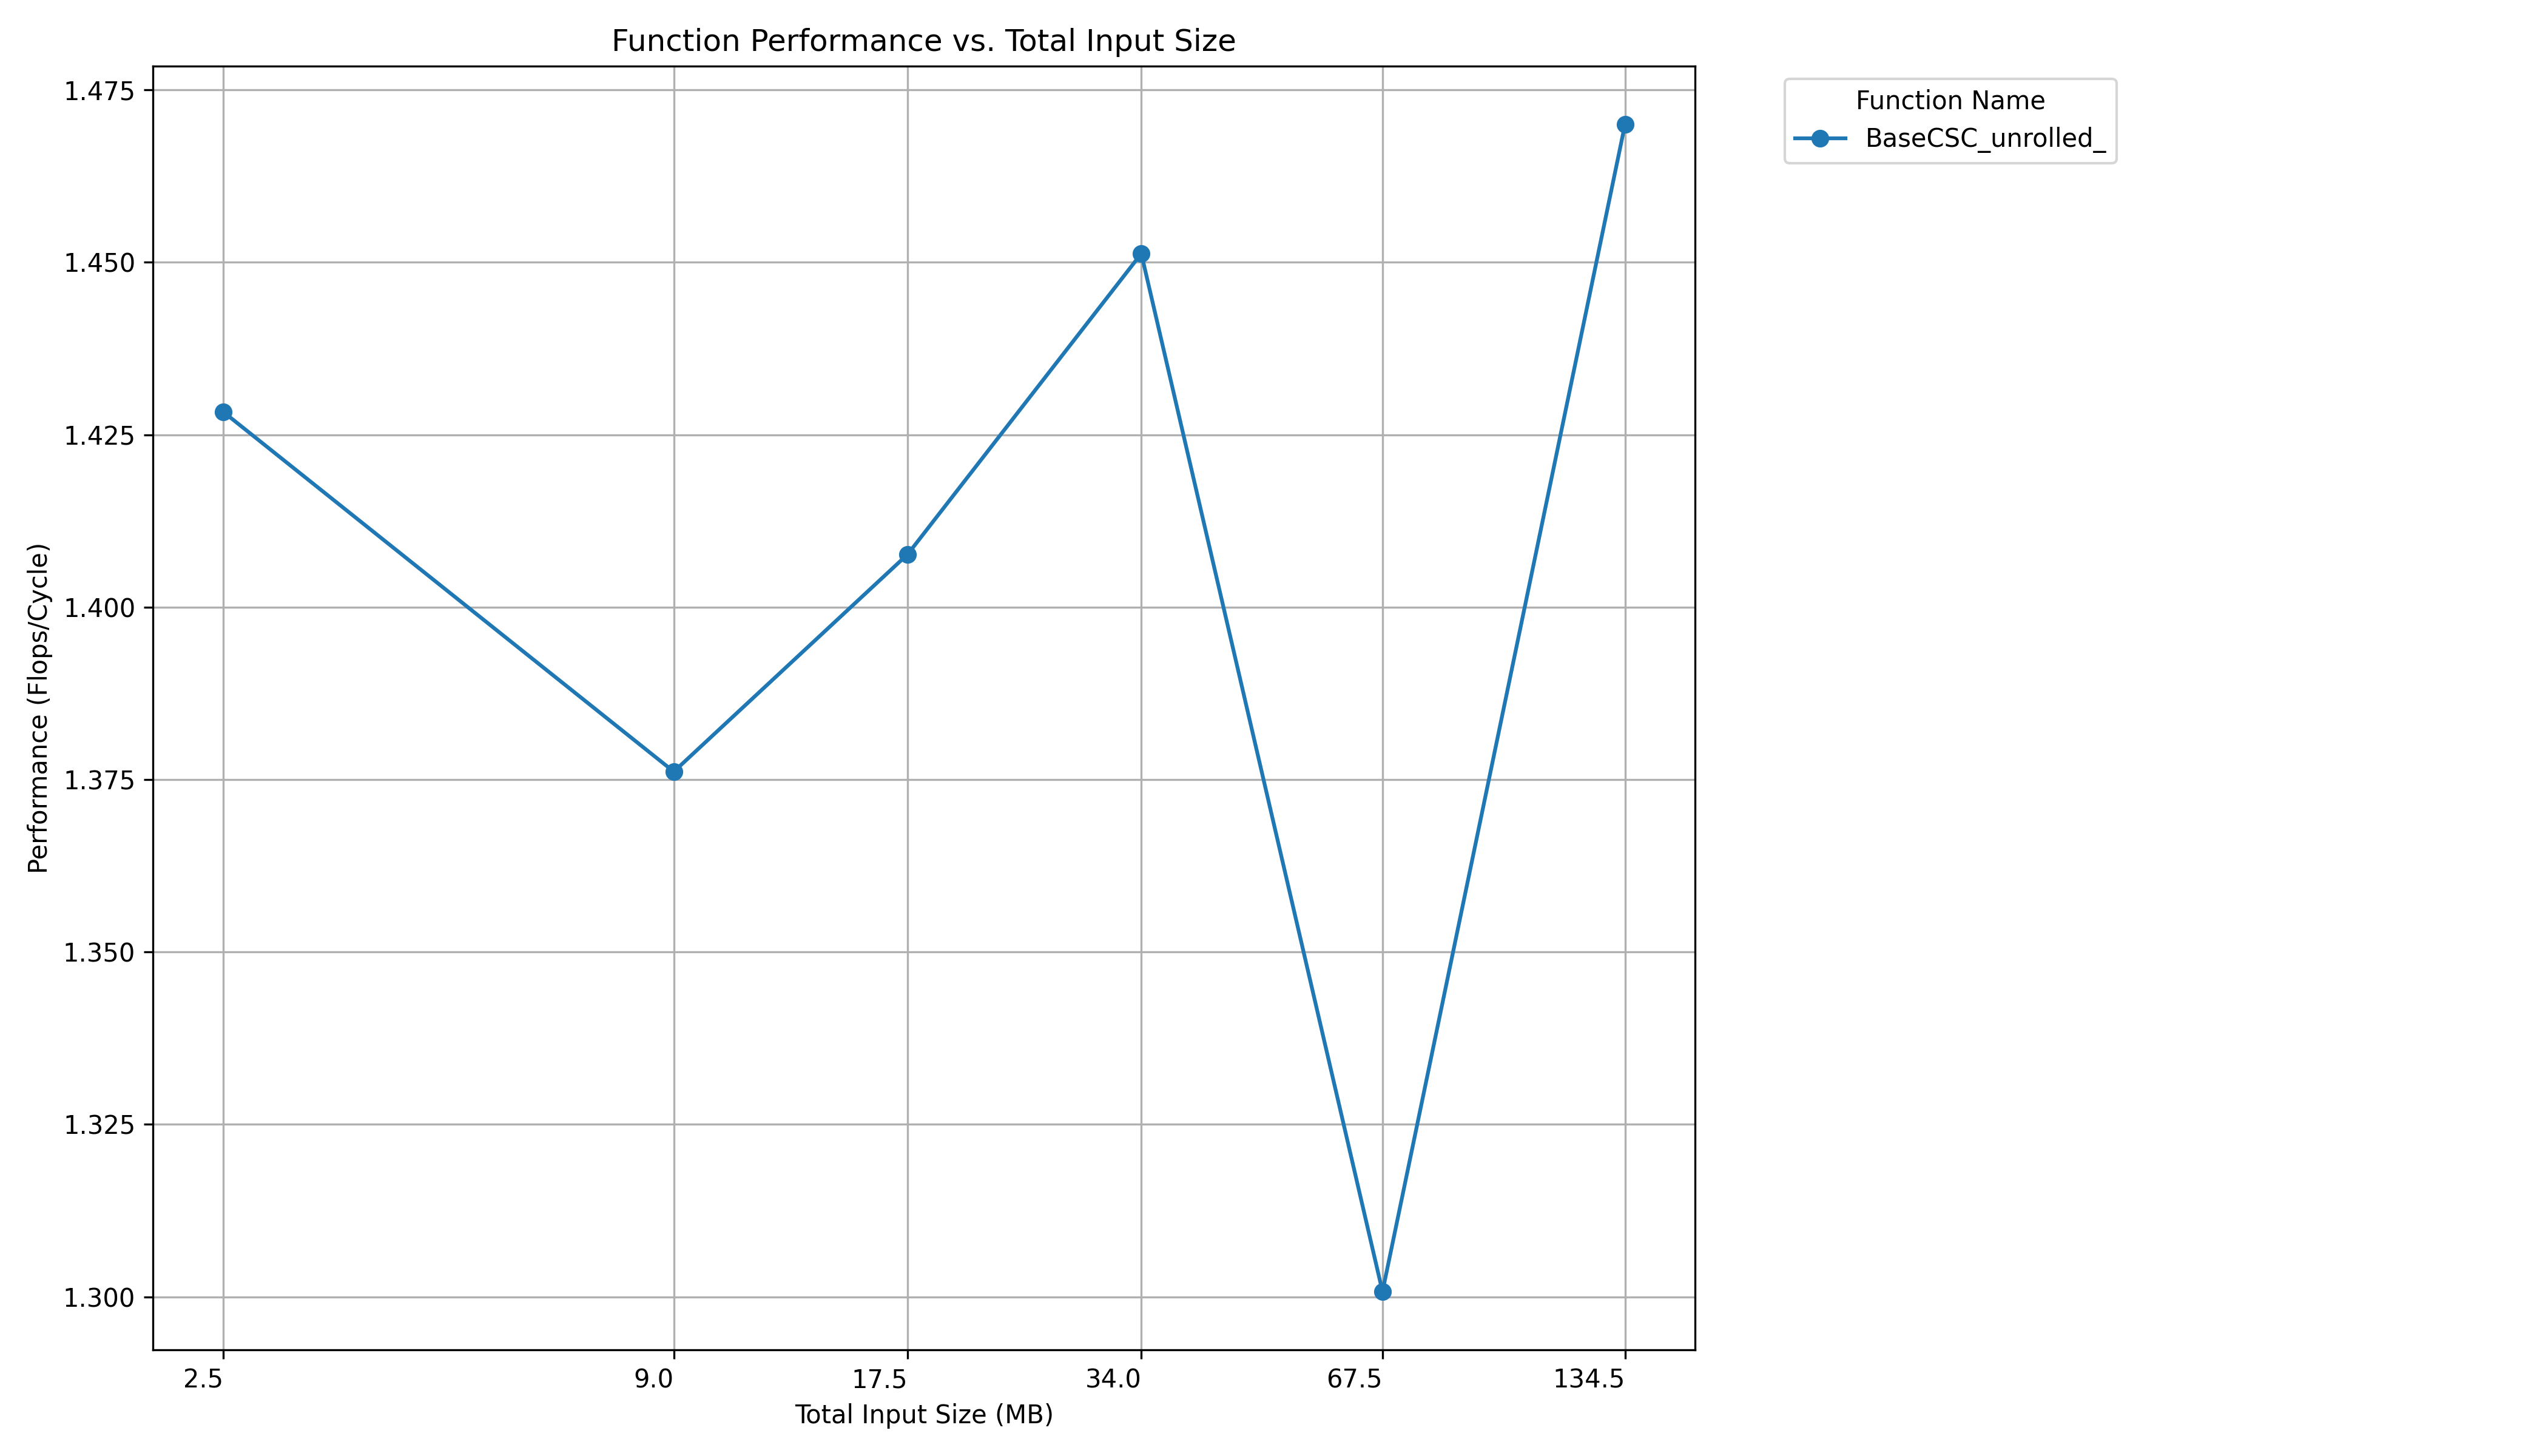 Function Performance vs. Total Input Size
Function Name
BaseCSC_unrolled_
Performance (Flops/Cycle)
1.475
1.450
1.425
1.400
1.375
1.350
1.325
1.300
2.5 9.0 17.5 34.0 67.5 134.5
Total Input Size (MB)